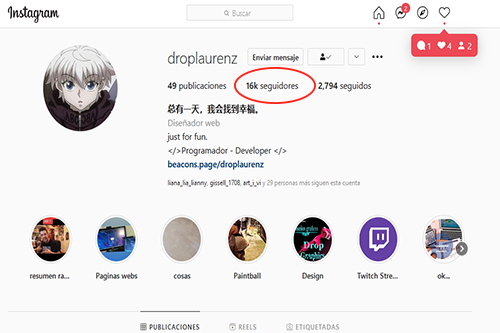 Instagram
Buscar
2
1 4 2
droplaurenz
Enviar mensaje
49 publicaciones 16k seguidores 2,794 seguidos
总有一天，我会找到幸福。
Diseñador web
just for fun.
</>Programador - Developer </>
beacons.page/droplaurenz
liana_lia_lianny, gissell_1708, art_i_vi y 29 personas más siguen esta cuenta
Drop
Graphics
resumen ra... Paginas webs cosas Paintball Design Twitch Stre... ok...
PUBLICACIONES REELS ETIQUETADAS